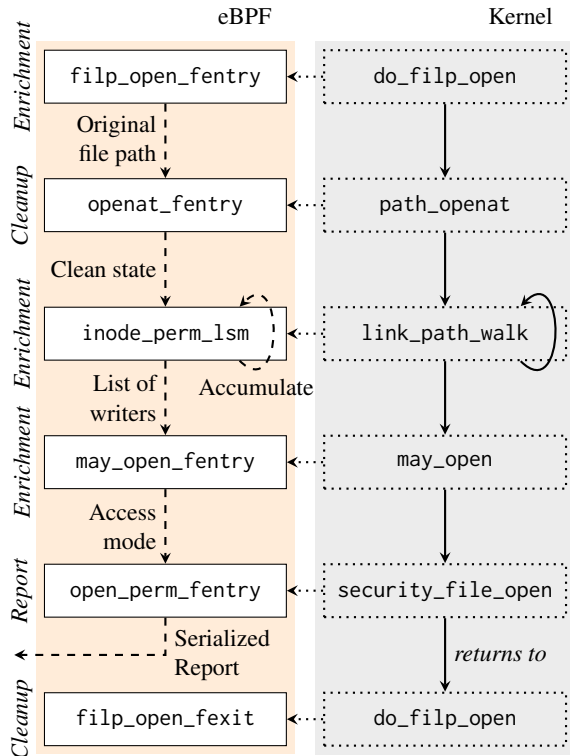 eBPF
Kernel
Enrichment
filp_open_fentry
do_filp_open
Original
file path
Cleanup
openat_fentry
path_openat
Clean state
Enrichment
inode_perm_lsm
link_path_walk
List of
writers
Accumulate
Enrichment
may_open_fentry
may_open
Access
mode
Report
open_perm_fentry
security_file_open
Serialized
Report
returns to
Cleanup
filp_open_fexit
do_filp_open